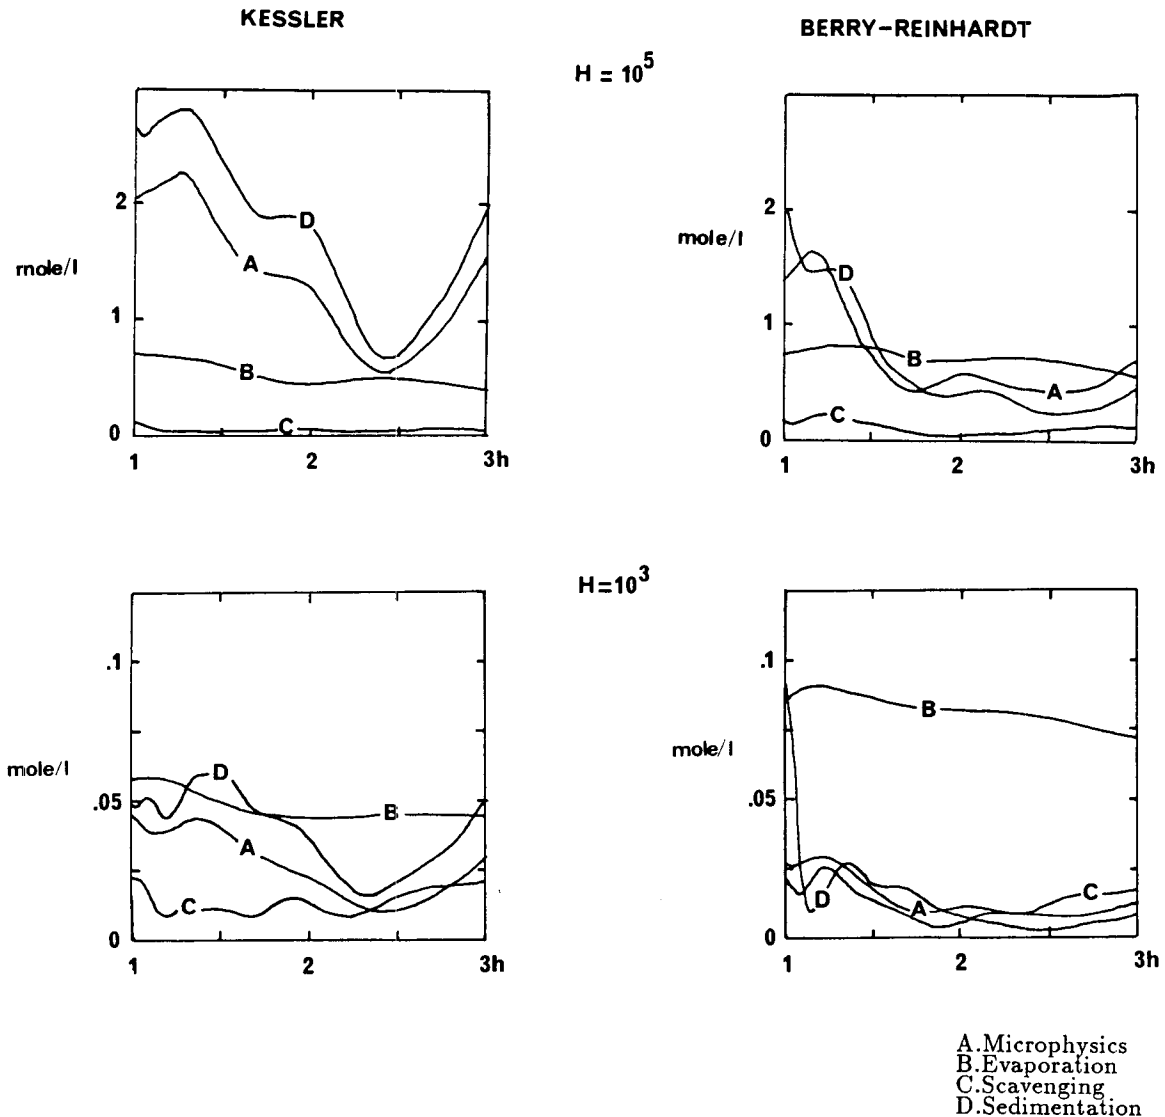 KESSLER
BERRY–REINHARDT
H = 10^5
2
1
0
mole/l
D
A
B
C
1
2
3h
2
1
0
mole/l
D
B
A
C
1
2
3h
H=10^3
.1
.05
0
mole/l
D
B
A
C
1
2
3h
.1
.05
0
mole/l
B
D
A
C
1
2
3h
A.Microphysics
B.Evaporation
C.Scavenging
D.Sedimentation